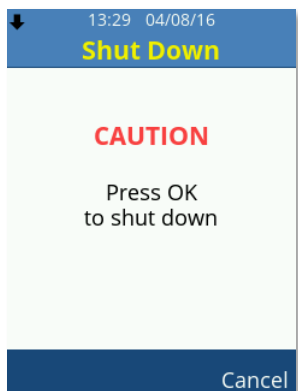 13:29 04/08/16
Shut Down
CAUTION
Press OK
to shut down
Cancel